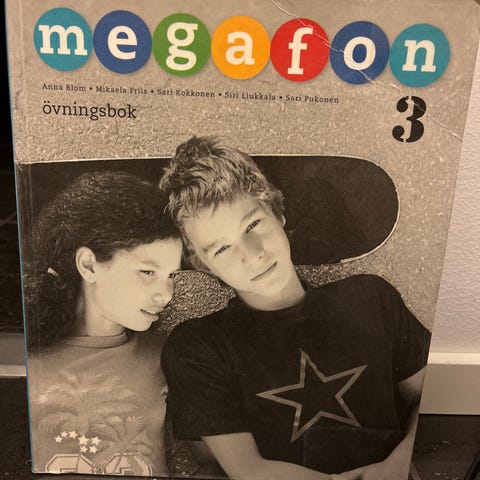 megafon
Anna Blom • Mikaela Friis • Sari Kokkonen • Siri Liukkala • Sari Pukonen
övningsbok
3